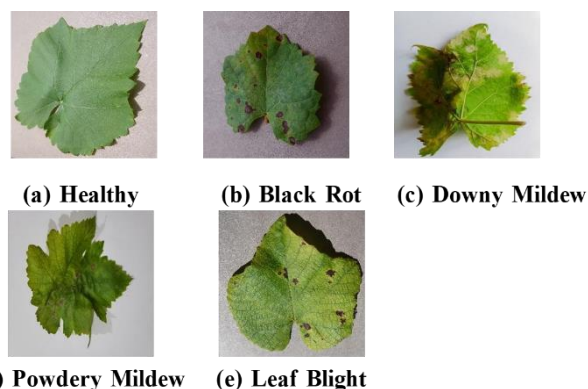 (a) Healthy
(b) Black Rot
(c) Downy Mildew
) Powdery Mildew
(e) Leaf Blight